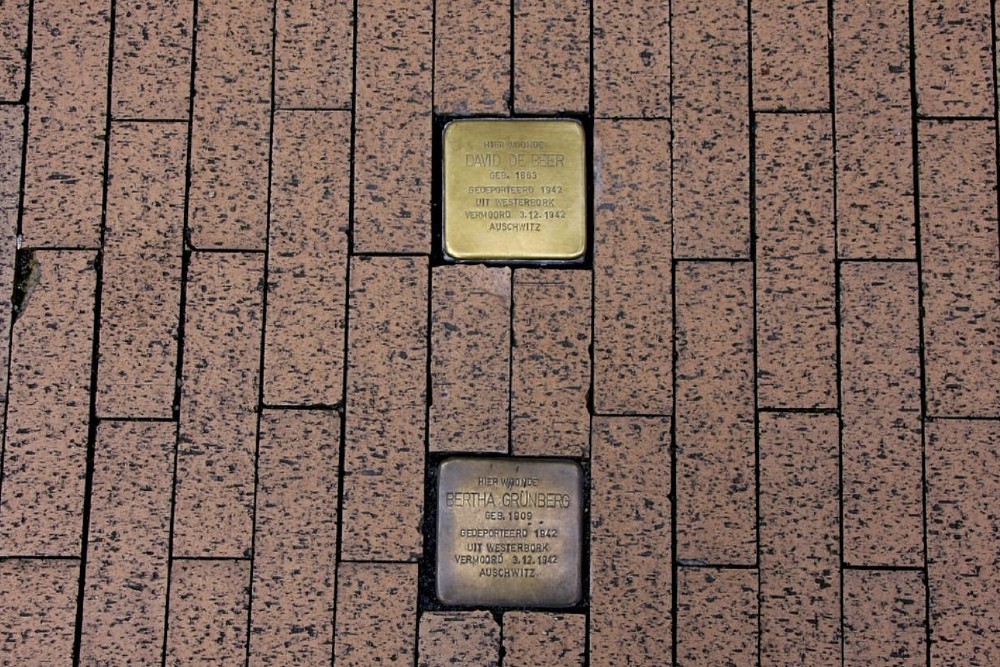 HIER WOONDE
DAVID DE BEER
GEB. 1863
GEDEPORTEERD 1942
UIT WESTERBORK
VERMOORD 3.12.1942
AUSCHWITZ
HIER WOONDE
BERTHA GRÜNBERG
GEB. 1909
GEDEPORTEERD 1942
UIT WESTERBORK
VERMOORD 3.12.1942
AUSCHWITZ